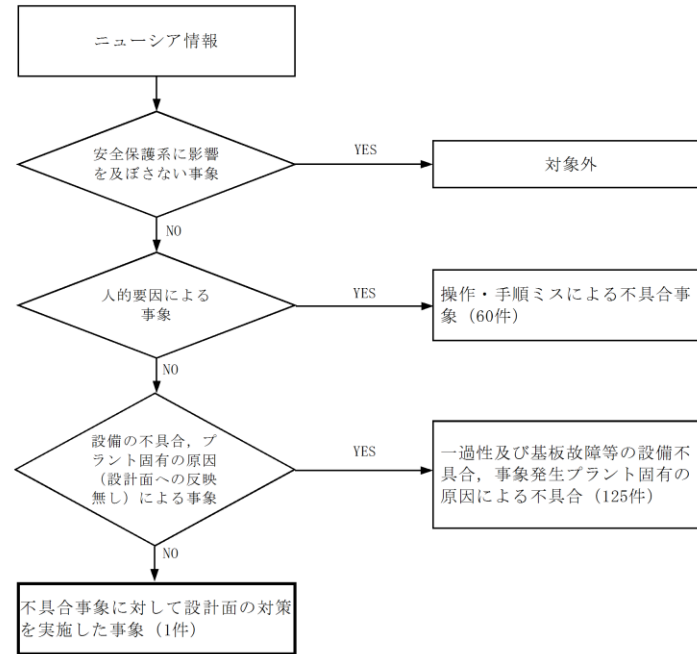 ニューシア情報
安全保護系に影響
を及ぼさない事象
YES
対象外
NO
人的要因による
事象
YES
操作・手順ミスによる不具合事
象（60件）
NO
設備の不具合，プ
ラント固有の原因
（設計面への反映
無し）による事象
YES
一過性及び基板故障等の設備不
具合，事象発生プラント固有の
原因による不具合（125件）
NO
不具合事象に対して設計面の対策
を実施した事象（1件）